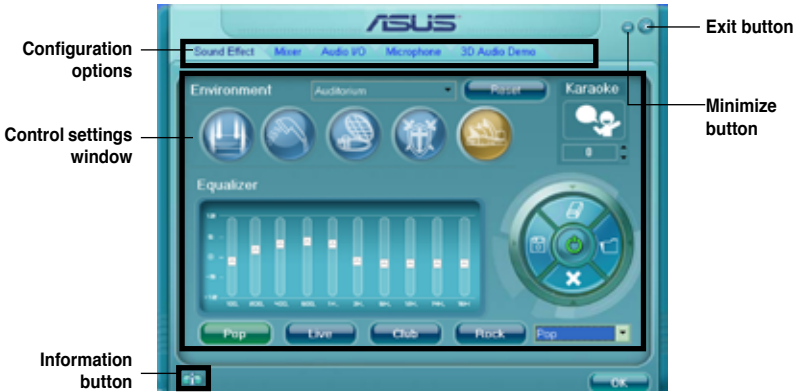 ASUS
Exit button
Configuration options
Sound Effect Mixer Audio I/O Microphone 3D Audio Demo
Minimize button
Environment Auditorium Reset Karaoke
Control settings window
0
Equalizer
Pop Live Club Rock Pop
Information button
OK